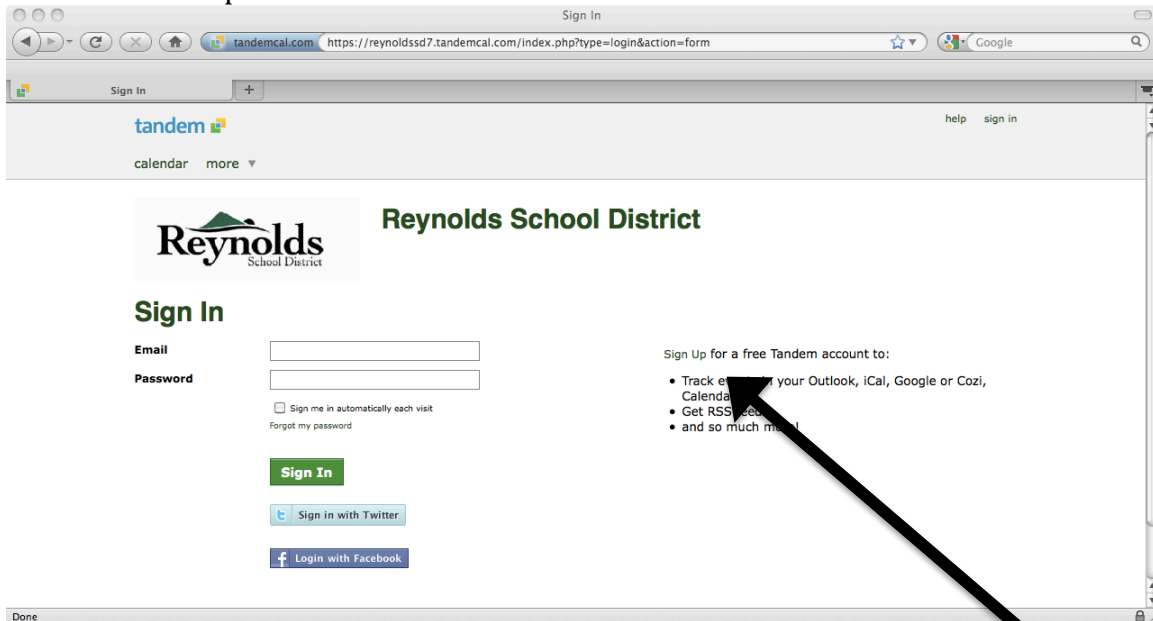 Sign In
tandemcal.com https://reynoldssd7.tandemcal.com/index.php?type=login&action=form
Google
Sign In +
tandem
help sign in
calendar more ▼
Reynolds
School District
Reynolds School District
Sign In
Email
Password
Sign me in automatically each visit
Forgot my password
Sign In
Sign in with Twitter
Login with Facebook
Sign Up for a free Tandem account to:
• Track your Outlook, iCal, Google or Cozi,
• Get RSS
• and so much
Done